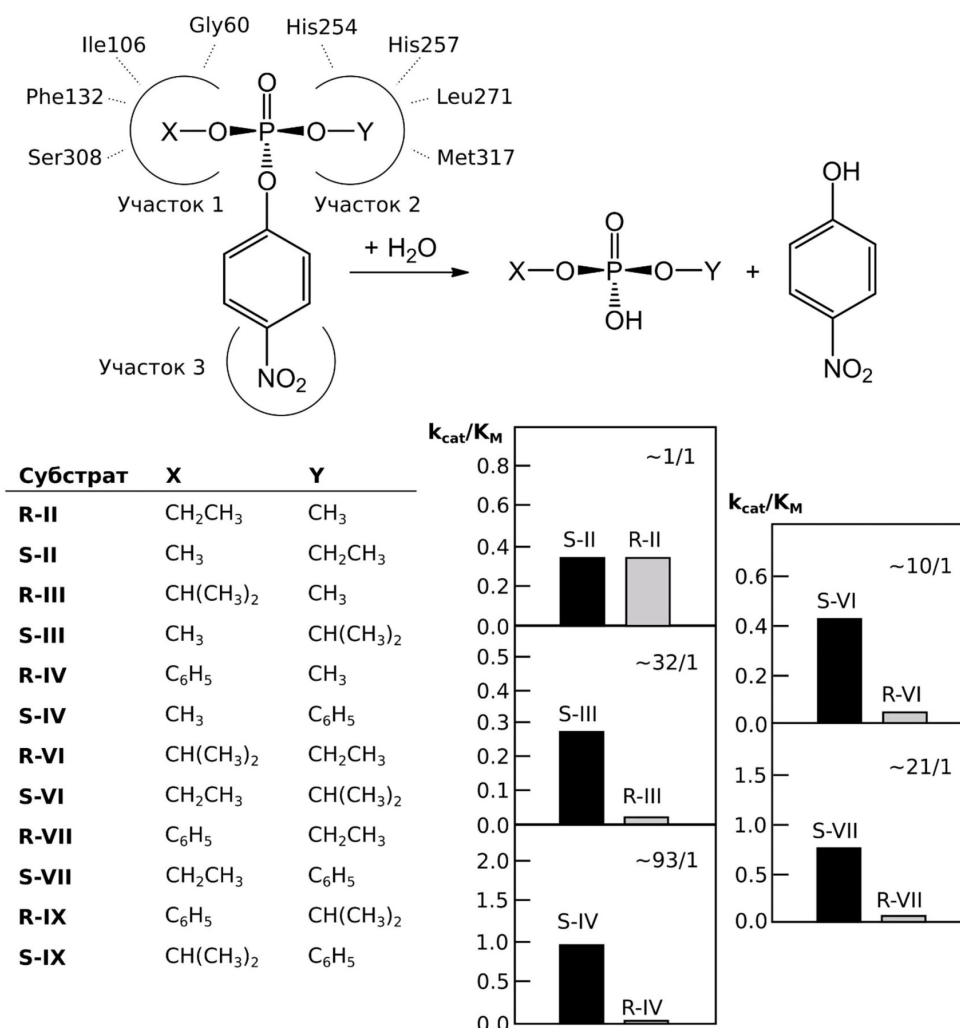 Gly60 His254
Ile106 His257
Phe132 Leu271
Ser308 Met317
O
X—O P O—Y
O
Участок 1 Участок 2
+ H₂O
Участок 3
NO₂
O
X—O P O—Y
OH
+
OH
NO₂
Субстрат X Y
R-II CH₂CH₃ CH₃
S-II CH₃ CH₂CH₃
R-III CH(CH₃)₂ CH₃
S-III CH₃ CH(CH₃)₂
R-IV C₆H₅ CH₃
S-IV CH₃ C₆H₅
R-VI CH(CH₃)₂ CH₂CH₃
S-VI CH₂CH₃ CH(CH₃)₂
R-VII C₆H₅ CH₂CH₃
S-VII CH₂CH₃ C₆H₅
R-IX C₆H₅ CH(CH₃)₂
S-IX CH(CH₃)₂ C₆H₅
k_cat/K_M
~1/1
0.8
0.6
0.4
0.2
0.0
S-II R-II
~32/1
0.5
0.4
0.3
0.2
0.1
0.0
S-III
R-III
~93/1
2.0
1.5
1.0
0.5
0.0
S-IV
R-IV
k_cat/K_M
~10/1
0.6
0.4
0.2
0.0
S-VI
R-VI
~21/1
1.5
1.0
0.5
0.0
S-VII
R-VII